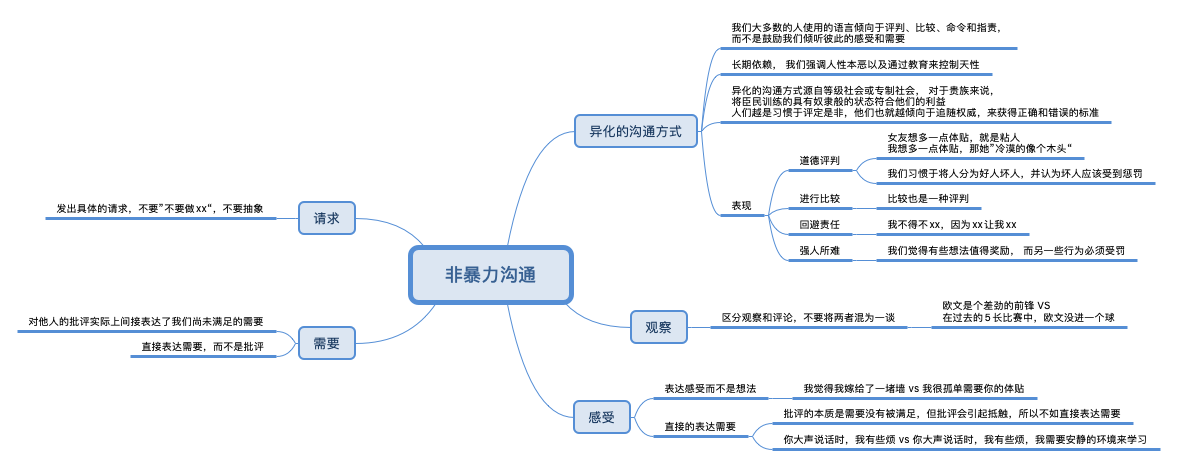 非暴力沟通
异化的沟通方式
我们大多数的人使用的语言倾向于评判、比较、命令和指责，
而不是鼓励我们倾听彼此的感受和需要
长期依赖， 我们强调人性本恶以及通过教育来控制天性
异化的沟通方式源自等级社会或专制社会， 对于贵族来说，
将臣民训练的具有奴隶般的状态符合他们的利益
人们越是习惯于评定是非，他们也就越倾向于追随权威，来获得正确和错误的标准
表现
道德评判
女友想多一点体贴，就是粘人
我想多一点体贴，那她”冷漠的像个木头“
我们习惯于将人分为好人坏人，并认为坏人应该受到惩罚
进行比较
比较也是一种评判
回避责任
我不得不xx，因为xx让我xx
强人所难
我们觉得有些想法值得奖励， 而另一些行为必须受罚
观察
区分观察和评论，不要将两者混为一谈
欧文是个差劲的前锋 VS
在过去的5长比赛中，欧文没进一个球
感受
表达感受而不是想法
我觉得我嫁给了一堵墙 vs 我很孤单需要你的体贴
直接的表达需要
批评的本质是需要没有被满足，但批评会引起抵触，所以不如直接表达需要
你大声说话时，我有些烦 vs 你大声说话时，我有些烦，我需要安静的环境来学习
请求
发出具体的请求，不要”不要做xx“，不要抽象
需要
对他人的批评实际上间接表达了我们尚未满足的需要
直接表达需要，而不是批评